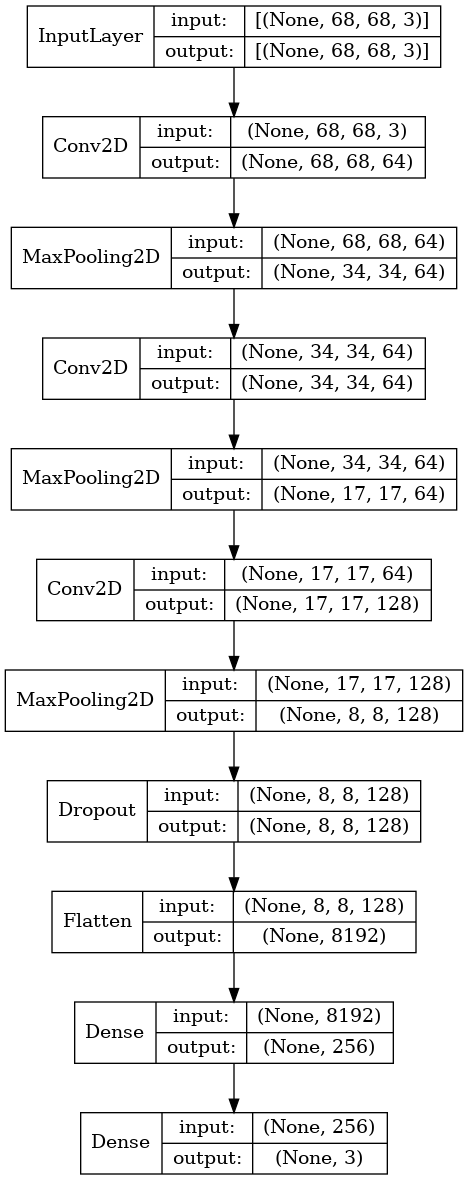 InputLayer
input: [(None, 68, 68, 3)]
output: [(None, 68, 68, 3)]
Conv2D
input: (None, 68, 68, 3)
output: (None, 68, 68, 64)
MaxPooling2D
input: (None, 68, 68, 64)
output: (None, 34, 34, 64)
Conv2D
input: (None, 34, 34, 64)
output: (None, 34, 34, 64)
MaxPooling2D
input: (None, 34, 34, 64)
output: (None, 17, 17, 64)
Conv2D
input: (None, 17, 17, 64)
output: (None, 17, 17, 128)
MaxPooling2D
input: (None, 17, 17, 128)
output: (None, 8, 8, 128)
Dropout
input: (None, 8, 8, 128)
output: (None, 8, 8, 128)
Flatten
input: (None, 8, 8, 128)
output: (None, 8192)
Dense
input: (None, 8192)
output: (None, 256)
Dense
input: (None, 256)
output: (None, 3)